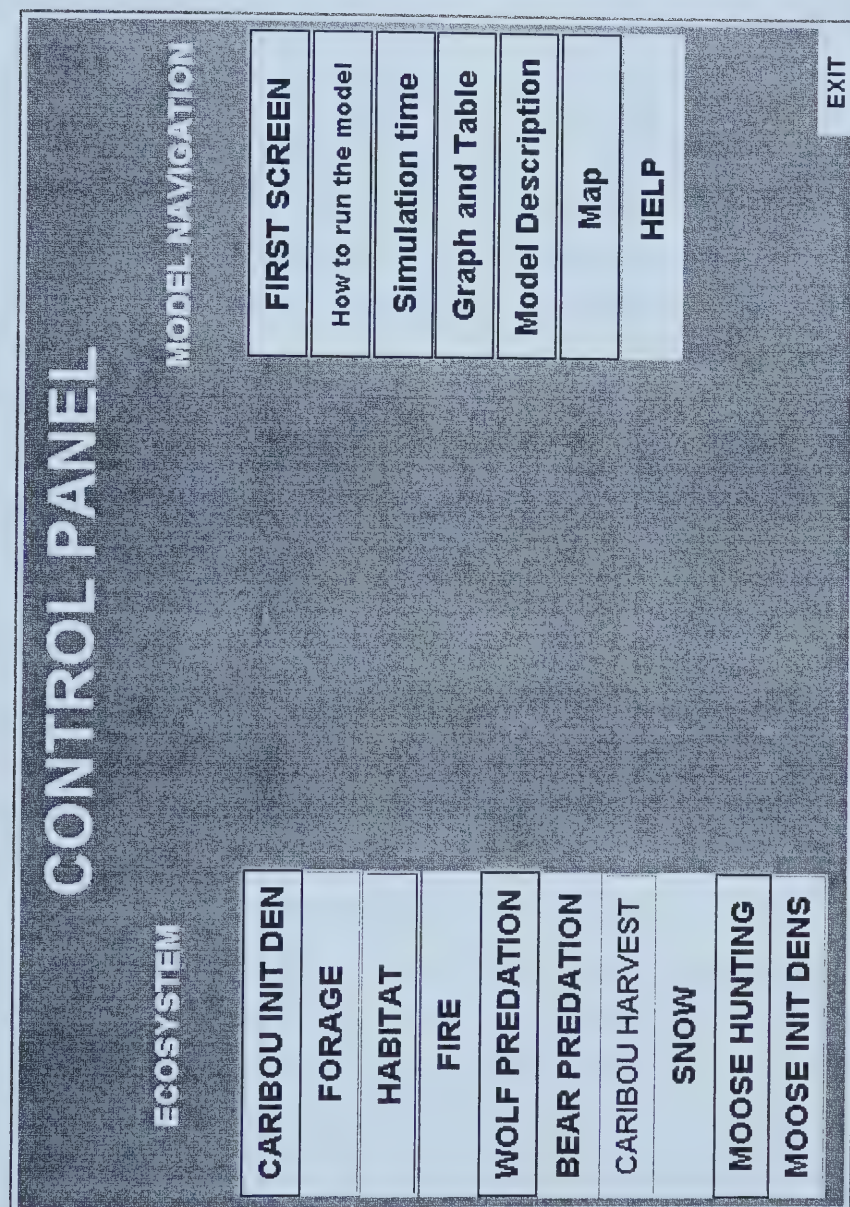 CONTROL PANEL
ECOSYSTEM
CARIBOU INIT DEN
FORAGE
HABITAT
FIRE
WOLF PREDATION
BEAR PREDATION
CARIBOU HARVEST
SNOW
MOOSE HUNTING
MOOSE INIT DENS
MODEL NAVIGATION
FIRST SCREEN
How to run the model
Simulation time
Graph and Table
Model Description
Map
HELP
EXIT